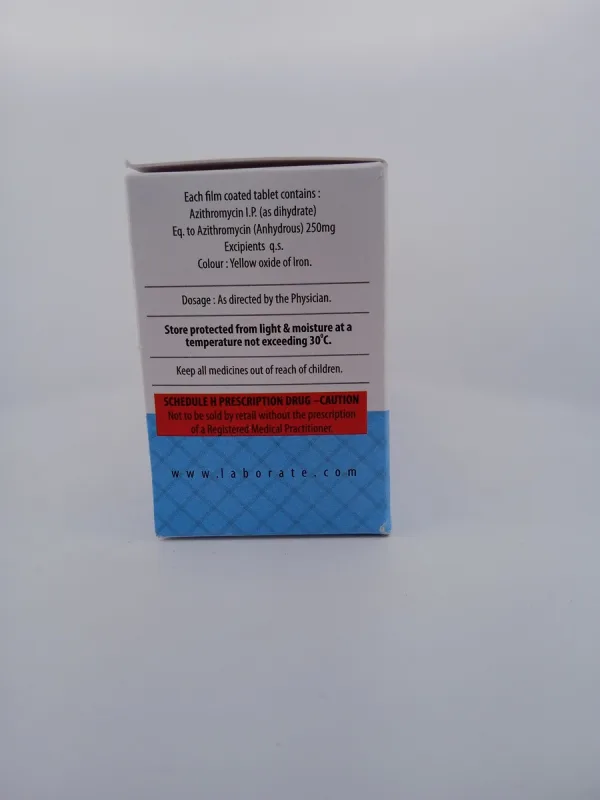 Each film coated tablet contains :
Azithromycin I.P. (as dihydrate)
Eq. to Azithromycin (Anhydrous) 250mg
Excipients q.s.
Colour : Yellow oxide of Iron.
Dosage : As directed by the Physician.
Store protected from light & moisture at a
temperature not exceeding 30°C.
Keep all medicines out of reach of children.
SCHEDULE H PRESCRIPTION DRUG –CAUTION
Not to be sold by retail without the prescription
of a Registered Medical Practitioner.
www.laborate.com